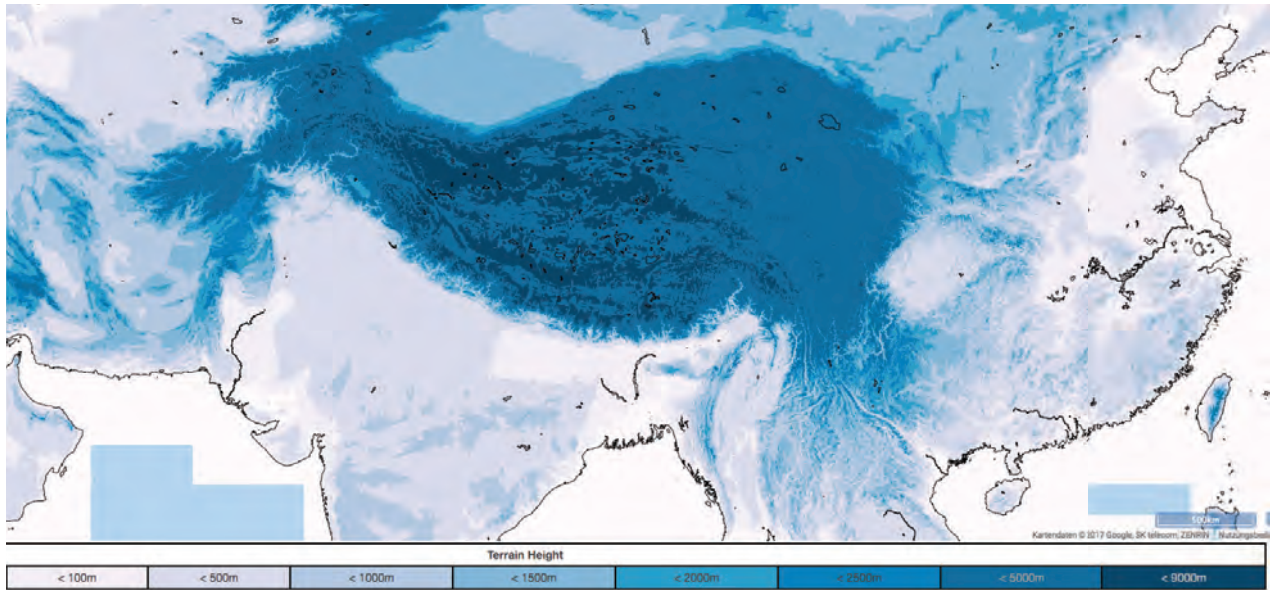 500km
Kartendaten © 2017 Google, SK telecom, ZENRIN
Terrain Height
< 100m < 500m < 1000m < 1500m < 2000m < 2500m < 5000m < 9000m